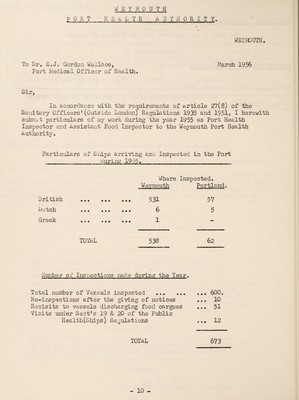 WEYMOUTH
PORT HEALTH AUTHORITY.
WEYMOUTH.
To Dr. E.J. Gordon Wallace, March 1956
Port Medical Officer of Health.
Sir,
In accordance with the requirements of Article 27(8) of the
Sanitary Officers'(Outside London) Regulations 1935 and 1951, I herewith
submit particulars of my work during the year 1955 as Port Health
Inspector and Assistant Food Inspector to the Weymouth Port Health
Authority.
Particulars of Ships Arriving and Inspected in the Port
during 1955.
Where Inspected.
Weymouth Portland.
British ... ... ... 531 57
Dutch ... ... ... 6 5
Greek ... ... ... 1 -
TOTAL 538 62
Number of Inspections made during the Year.
Total number of Vessels inspected ... ... ... 600.
Re-inspections after the giving of notices ... 10
Revisits to vessels discharging food cargoes ... 51
Visits under Sect's 19 & 20 of the Public
Health(Ships) Regulations ... 12
TOTAL 673
- 10 -